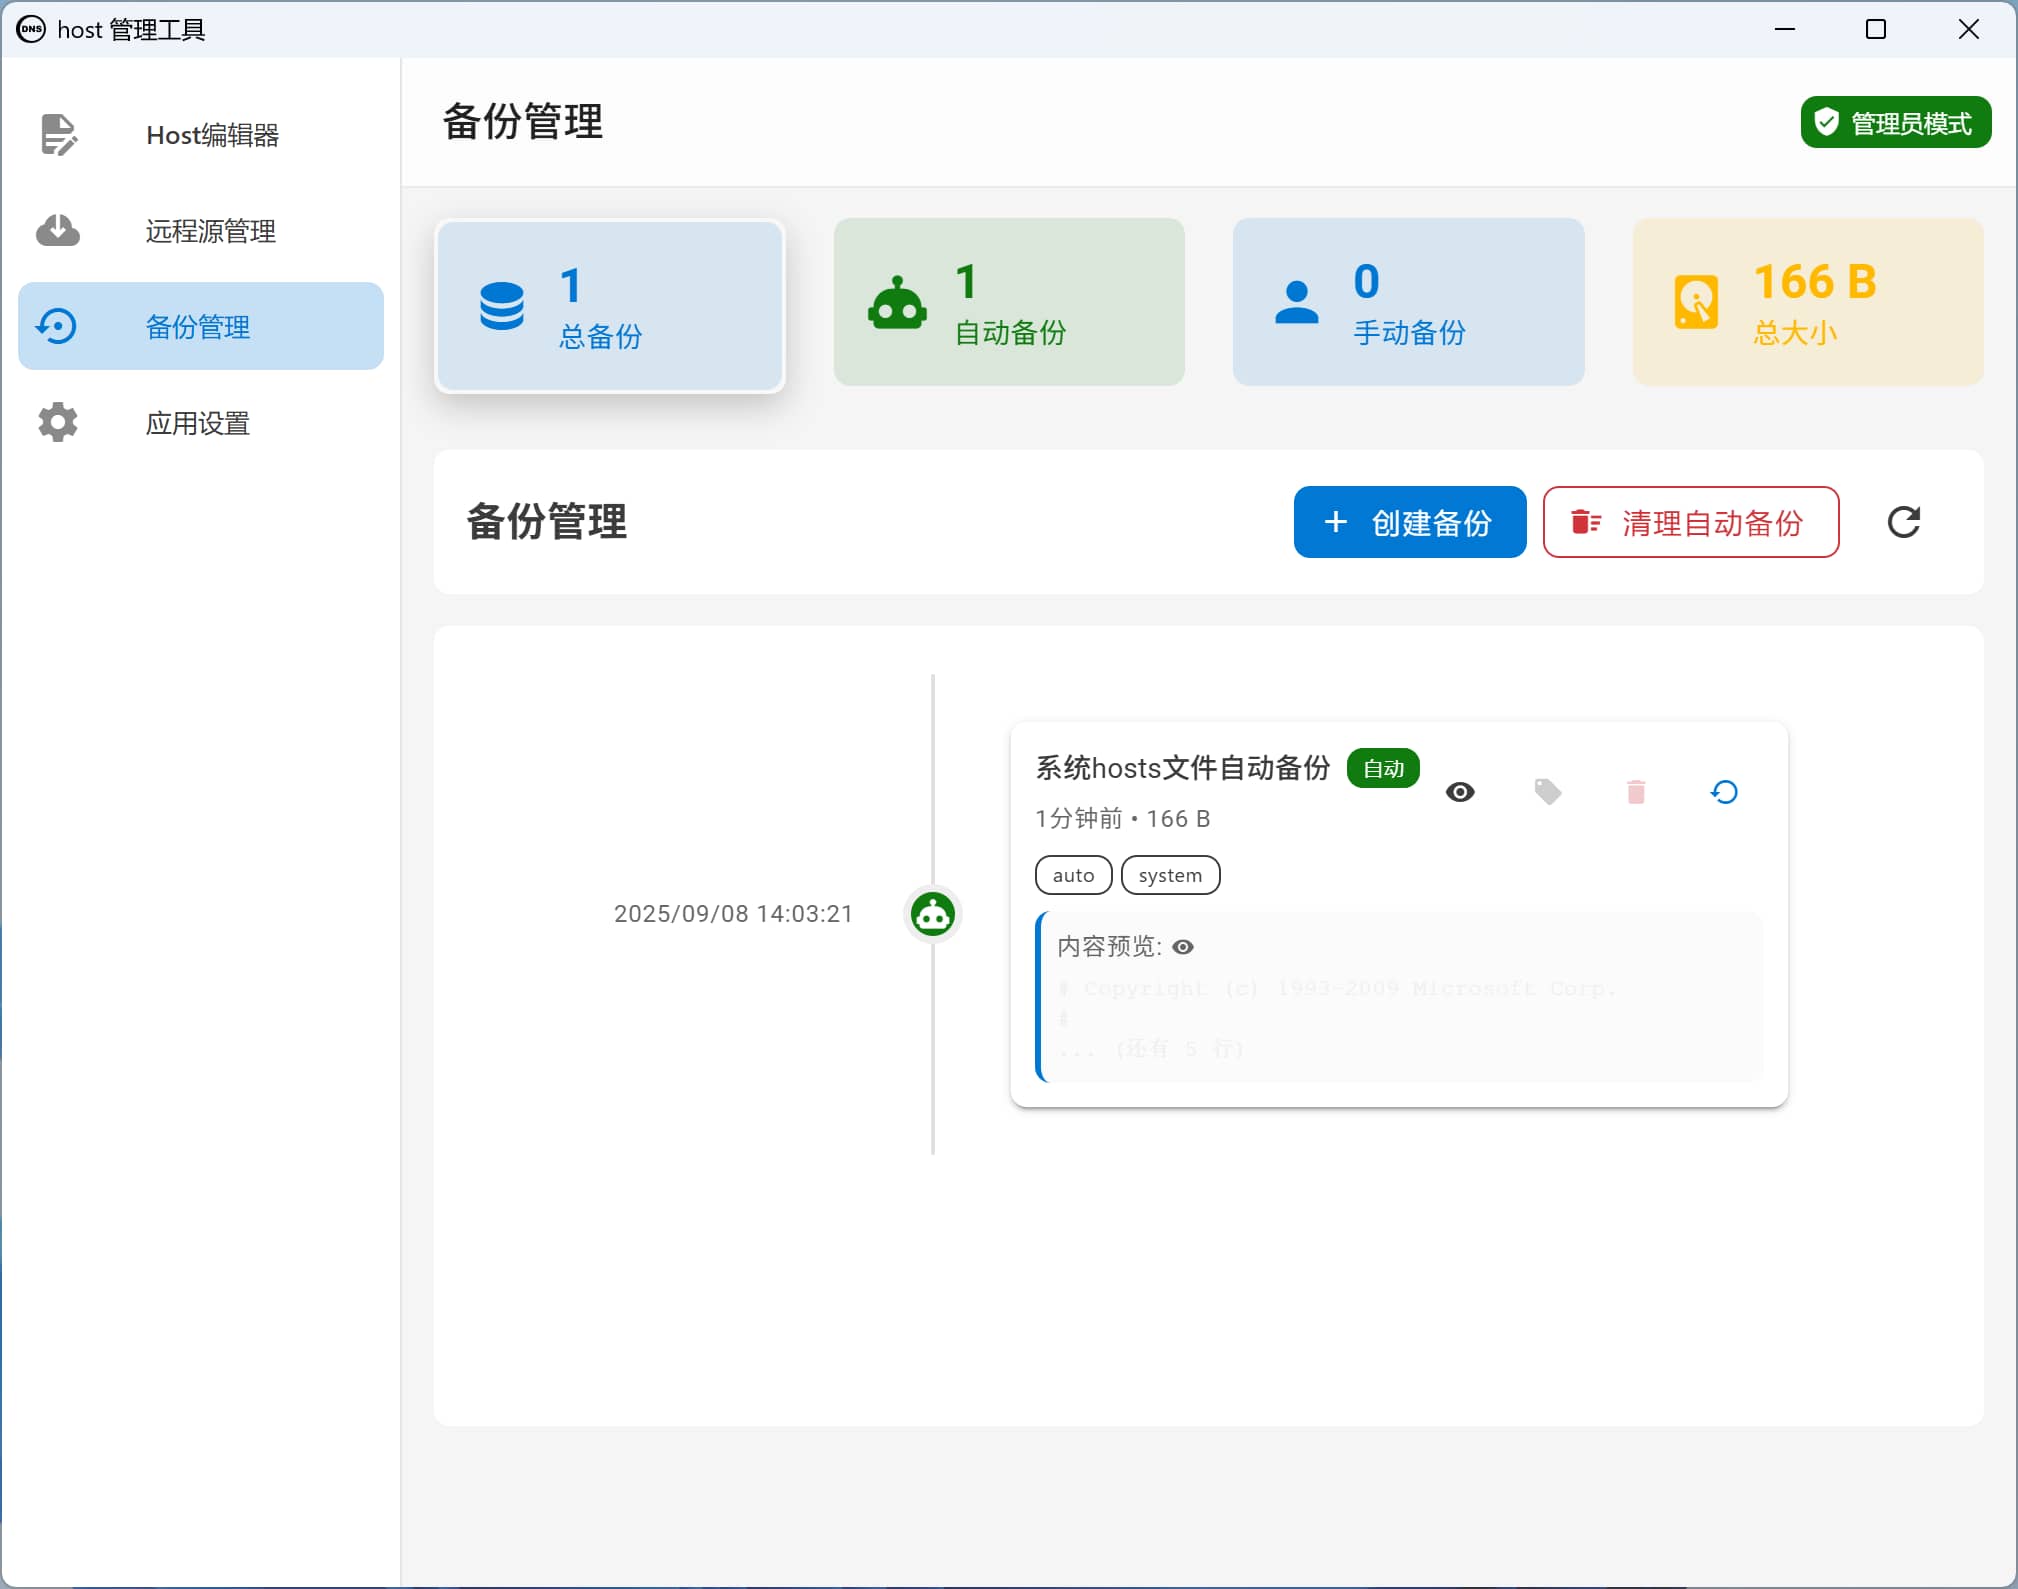 DNS host 管理工具
Host编辑器
远程源管理
备份管理
应用设置
备份管理
管理员模式
1
总备份
1
自动备份
0
手动备份
166 B
总大小
备份管理
+ 创建备份
清理自动备份
2025/09/08 14:03:21
系统hosts文件自动备份 自动
1分钟前 • 166 B
auto system
内容预览:
# Copyright (c) 1993-2009 Microsoft Corp.
#
... (还有 5 行)